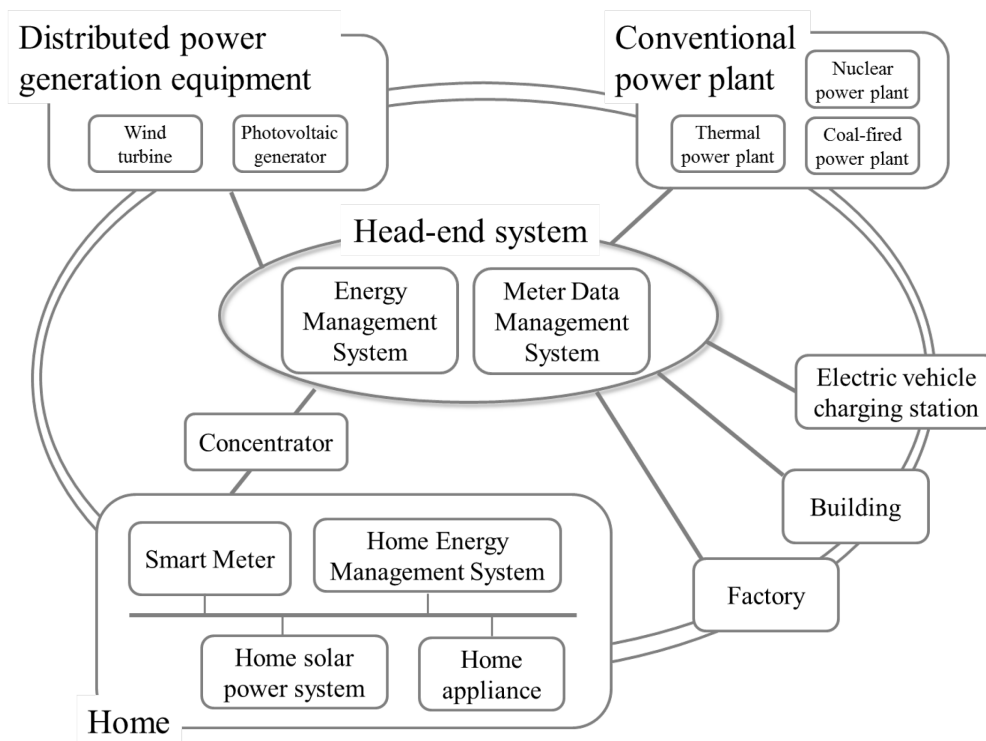 Distributed power
generation equipment
Wind
turbine
Photovoltaic
generator
Conventional
power plant
Nuclear
power plant
Thermal
power plant
Coal-fired
power plant
Head-end system
Energy
Management
System
Meter Data
Management
System
Electric vehicle
charging station
Concentrator
Building
Smart Meter
Home Energy
Management System
Factory
Home solar
power system
Home
appliance
Home